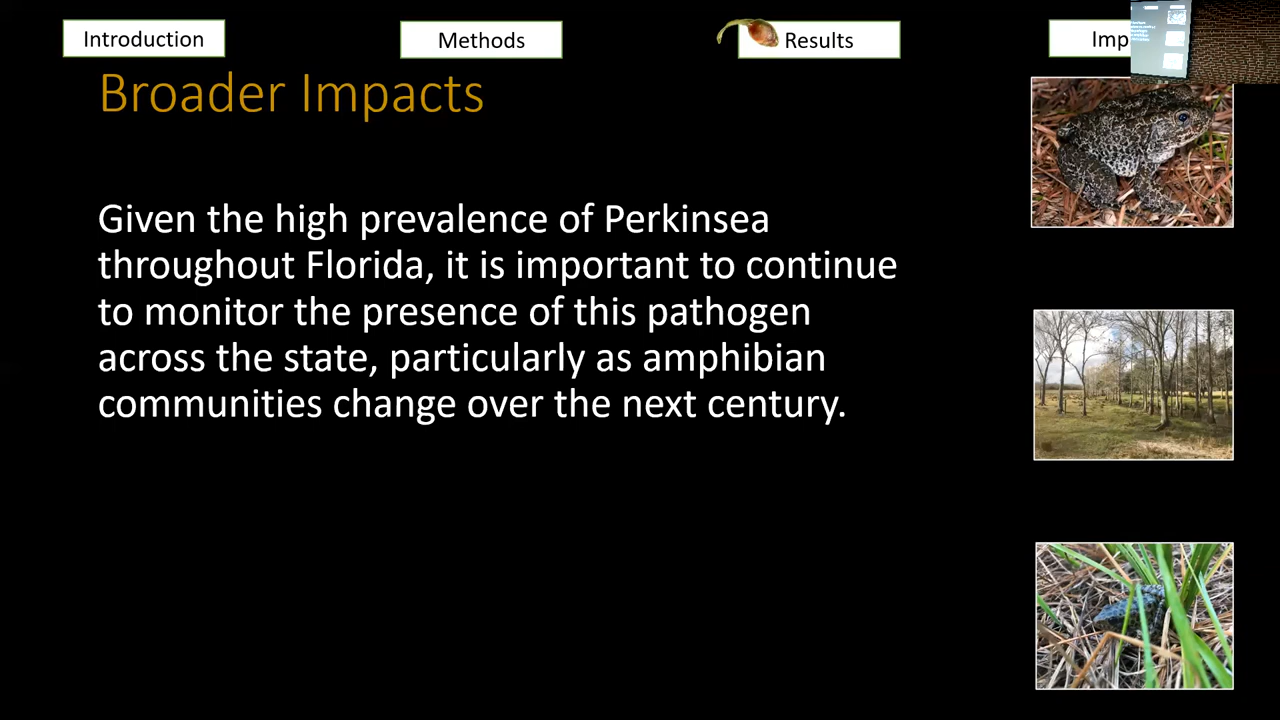 Introduction
Methods
Results
Imp
Broader Impacts
Given the high prevalence of Perkinsea
throughout Florida, it is important to continue
to monitor the presence of this pathogen
across the state, particularly as amphibian
communities change over the next century.